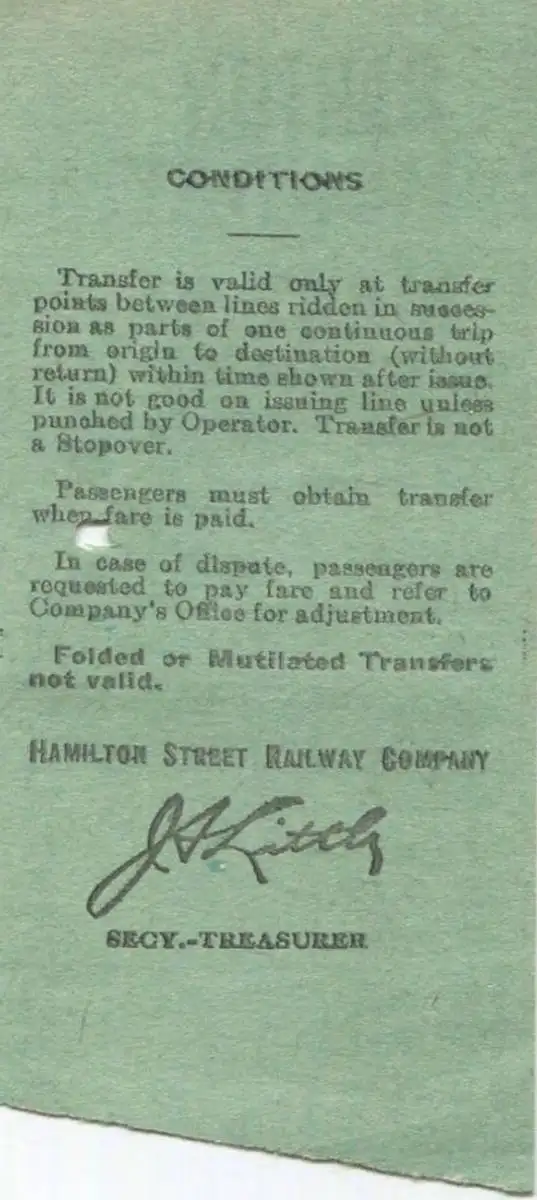 CONDITIONS
Transfer is valid only at transfer
points between lines ridden in succes-
sion as parts of one continuous trip
from origin to destination (without
return) within time shown after issue.
It is not good on issuing line unless
punched by Operator. Transfer is not
a Stopover.
Passengers must obtain transfer
when fare is paid.
In case of dispute, passengers are
requested to pay fare and refer to
Company's Office for adjustment.
Folded or Mutilated Transfers
not valid.
HAMILTON STREET RAILWAY COMPANY
SECY.-TREASURER